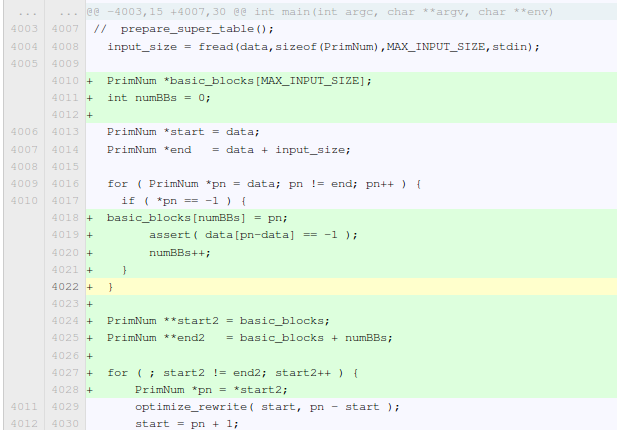 ... ... @@ -4003,15 +4007,30 @@ int main(int argc, char **argv, char **env)
4003 4007 //  prepare_super_table();
4004 4008   input_size = fread(data,sizeof(PrimNum),MAX_INPUT_SIZE,stdin);
4005 4009
4010 +  PrimNum *basic_blocks[MAX_INPUT_SIZE];
4011 +  int numBBs = 0;
4012 +
4006 4013   PrimNum *start = data;
4007 4014   PrimNum *end   = data + input_size;
4008 4015
4009 4016   for ( PrimNum *pn = data; pn != end; pn++ ) {
4010 4017     if ( *pn == -1 ) {
4018 +  basic_blocks[numBBs] = pn;
4019 +        assert( data[pn-data] == -1 );
4020 +        numBBs++;
4021 +    }
4022 +  }
4023 +
4024 +  PrimNum **start2 = basic_blocks;
4025 +  PrimNum **end2   = basic_blocks + numBBs;
4026 +
4027 +  for ( ; start2 != end2; start2++ ) {
4028 +      PrimNum *pn = *start2;
4011 4029       optimize_rewrite( start, pn - start );
4012 4030       start = pn + 1;